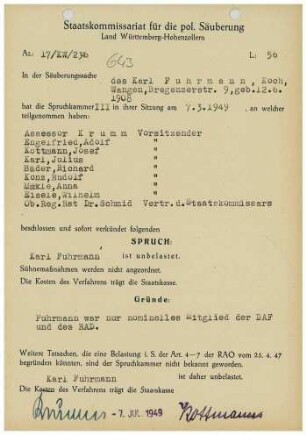 Staatskommissariat für die pol. Säuberung
Land Württemberg-Hohenzollern
Az: 17/KW/236
L: 56
643
In der Säuberungssache
des Karl Fuhrmann, Koch,
Wangen, Bregenzerstr. 9, geb. 12.6.
1908
hat die Spruchkammer III in ihrer Sitzung am 7.3.1949, an welcher
teilgenommen haben:
Assessor Krumm Vorsitzender
Engelfried, Adolf "
Kottmann, Josef "
Karl, Julius "
Bader, Richard "
Kons, Rudolf "
Makle, Anna "
Eisele, Wilhelm "
Ob.Reg.Rat Dr.Schmid Vertr.d.Staatskommissars
beschlossen und sofort verkündet folgenden
SPRUCH:
Karl Fuhrmann ist unbelastet.
Sühnemaßnahmen werden nicht angeordnet.
Die Kosten des Verfahrens trägt die Staatskasse.
Gründe:
Fuhrmann war nur nominelles Mitglied der DAF
und des RAD.
Weitere Tatsachen, die eine Belastung i. S. der Art. 4–7 der RAO vom 25. 4. 47
begründen könnten, sind der Spruchkammer nicht bekannt geworden.
Karl Fuhrmann ist daher unbelastet.
Die Kosten des Verfahrens trägt die Staatskasse
- 7. JUL 1949 Kottmann